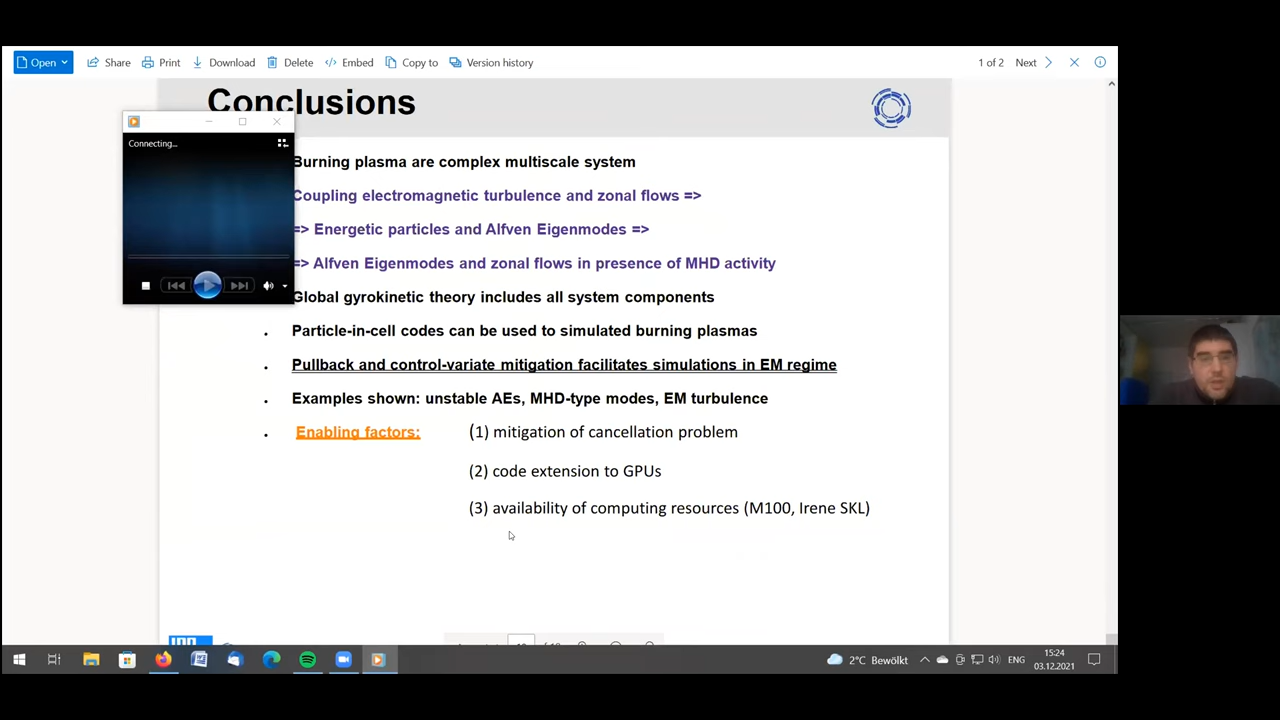 Open Share Print Download Delete Embed Copy to Version history 1 of 2 Next
Conclusions
Connecting...
Burning plasma are complex multiscale system
Coupling electromagnetic turbulence and zonal flows =>
=> Energetic particles and Alfven Eigenmodes =>
=> Alfven Eigenmodes and zonal flows in presence of MHD activity
Global gyrokinetic theory includes all system components
. Particle-in-cell codes can be used to simulated burning plasmas
. Pullback and control-variate mitigation facilitates simulations in EM regime
. Examples shown: unstable AEs, MHD-type modes, EM turbulence
. Enabling factors: (1) mitigation of cancellation problem
(2) code extension to GPUs
(3) availability of computing resources (M100, Irene SKL)
2°C Bewölkt ENG 15:24
03.12.2021